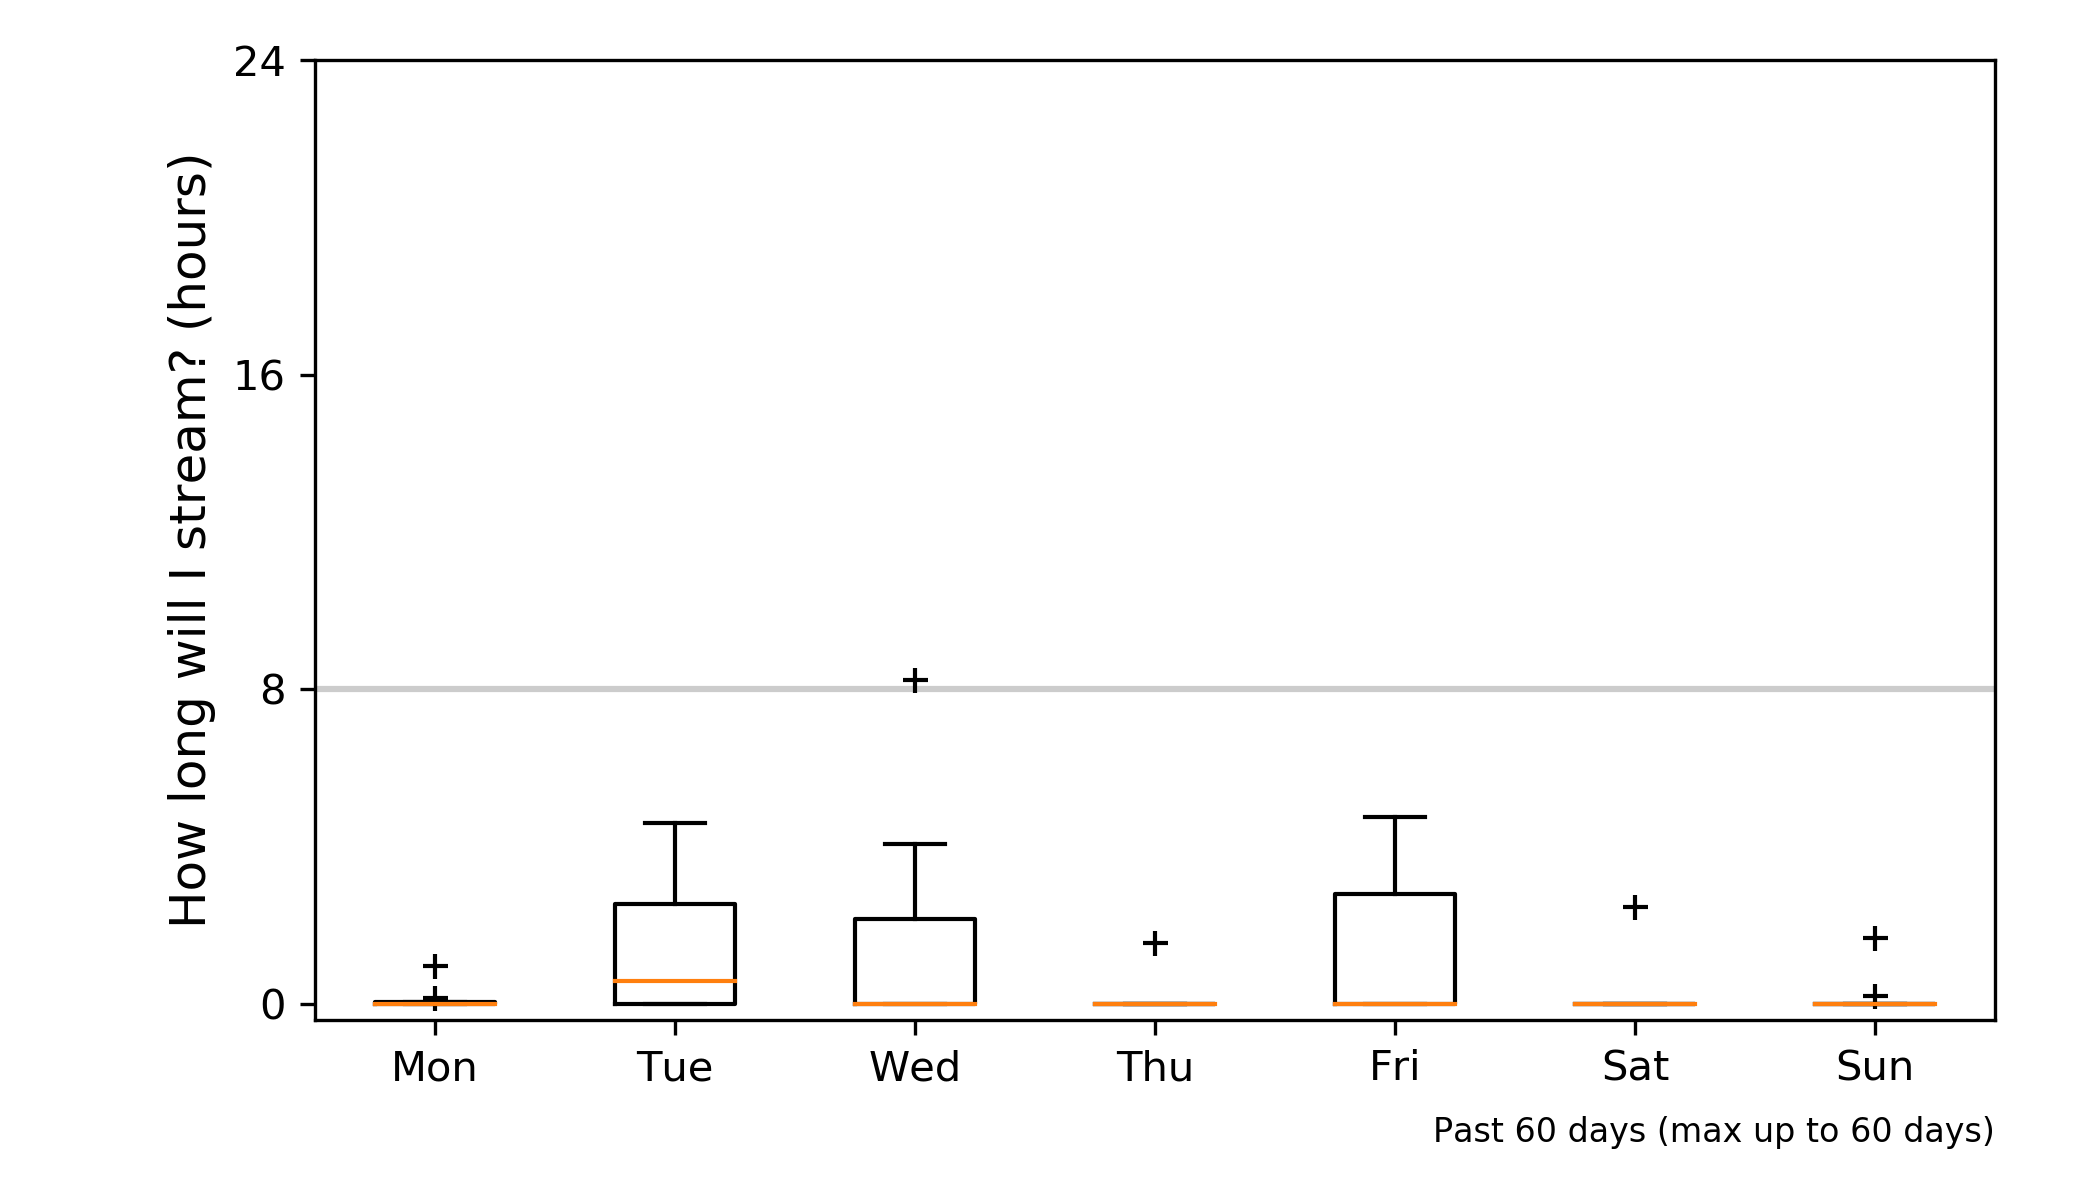 How long will I stream? (hours)
24
16
8
0
Mon Tue Wed Thu Fri Sat Sun
Past 60 days (max up to 60 days)